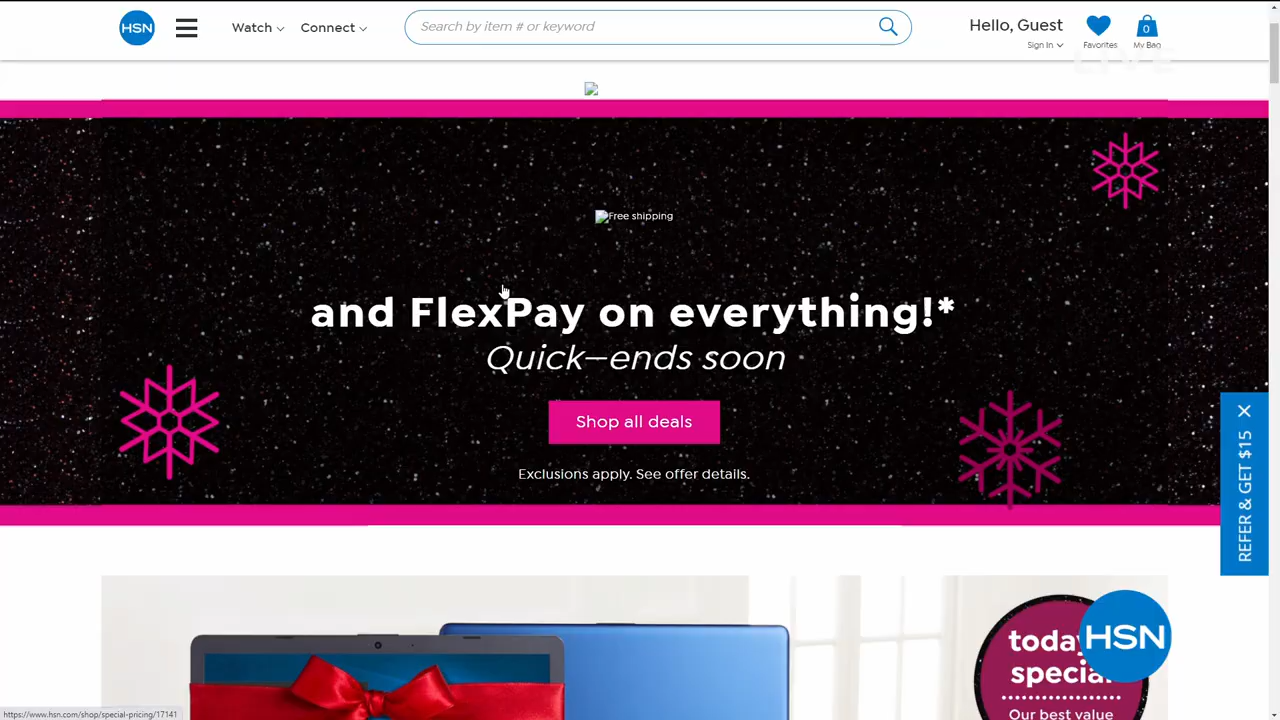 HSN
Watch
Connect
Search by item # or keyword
Hello, Guest
Sign In
Favorites
0
My Bag
LIVE
Free shipping
and FlexPay on everything!*
Quick—ends soon
Shop all deals
Exclusions apply. See offer details.
REFER & GET $15
HSN
today
special
Our best value
https://www.hsn.com/shop/special-pricing/17141